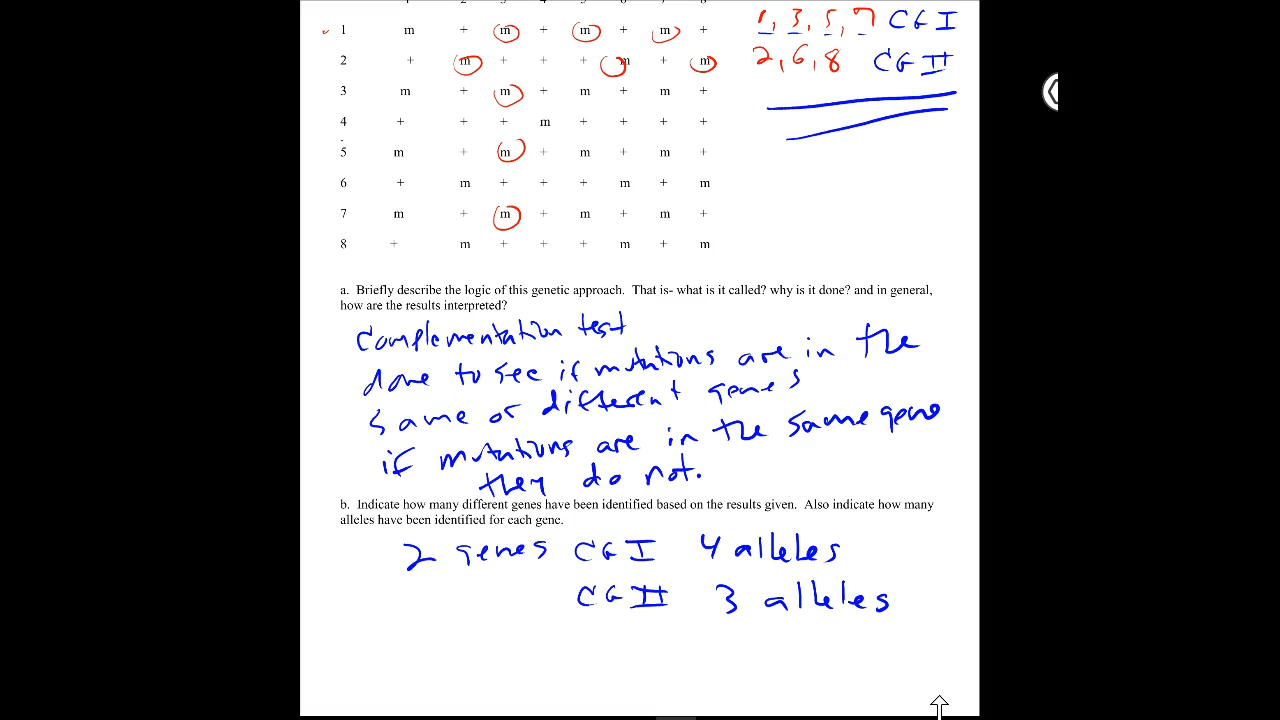 1 m + m + m + m +
1, 3, 5, 7 CG I
2 + m + + + m + m
2, 6, 8 CG II
3 m + m + m + m +
4 + + + m + + + +
5 m + m + m + m +
6 + m + + + m + m
7 m + m + m + m +
8 + m + + + m + m
a. Briefly describe the logic of this genetic approach. That is- what is it called? why is it done? and in general,
how are the results interpreted?
Complementation test
done to see if mutations are in the
same or different genes
if mutations are in the same gene
they do not.
b. Indicate how many different genes have been identified based on the results given. Also indicate how many
alleles have been identified for each gene.
2 genes CG I 4 alleles
CG II 3 alleles